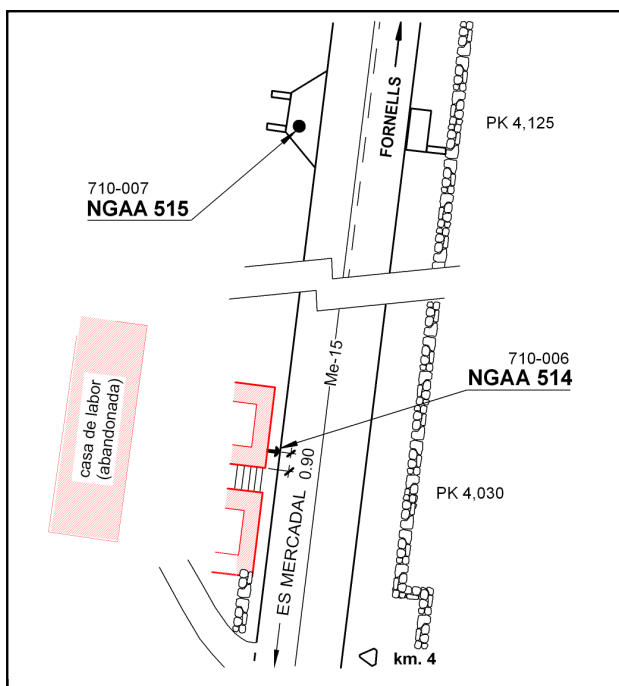 FORNELLS
PK 4,125
710-007
NGAA 515
casa de labor
(abandonada)
Me-15
710-006
NGAA 514
0.90
PK 4,030
ES MERCADAL
km. 4